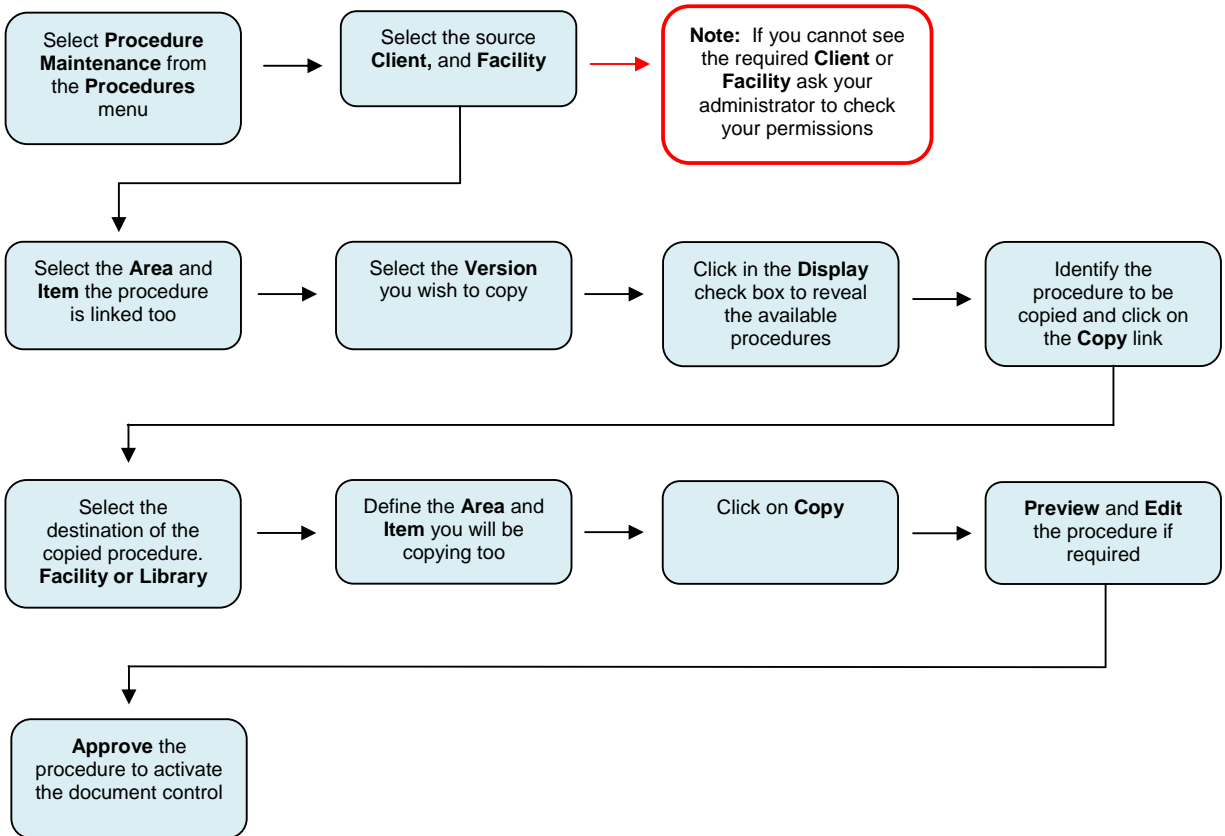 Select Procedure
Maintenance from
the Procedures
menu
Select the source
Client, and Facility
Note:  If you cannot see
the required Client or
Facility ask your
administrator to check
your permissions
Select the Area and
Item the procedure
is linked too
Select the Version
you wish to copy
Click in the Display
check box to reveal
the available
procedures
Identify the
procedure to be
copied and click on
the Copy link
Select the
destination of the
copied procedure.
Facility or Library
Define the Area and
Item you will be
copying too
Click on Copy
Preview and Edit
the procedure if
required
Approve the
procedure to activate
the document control